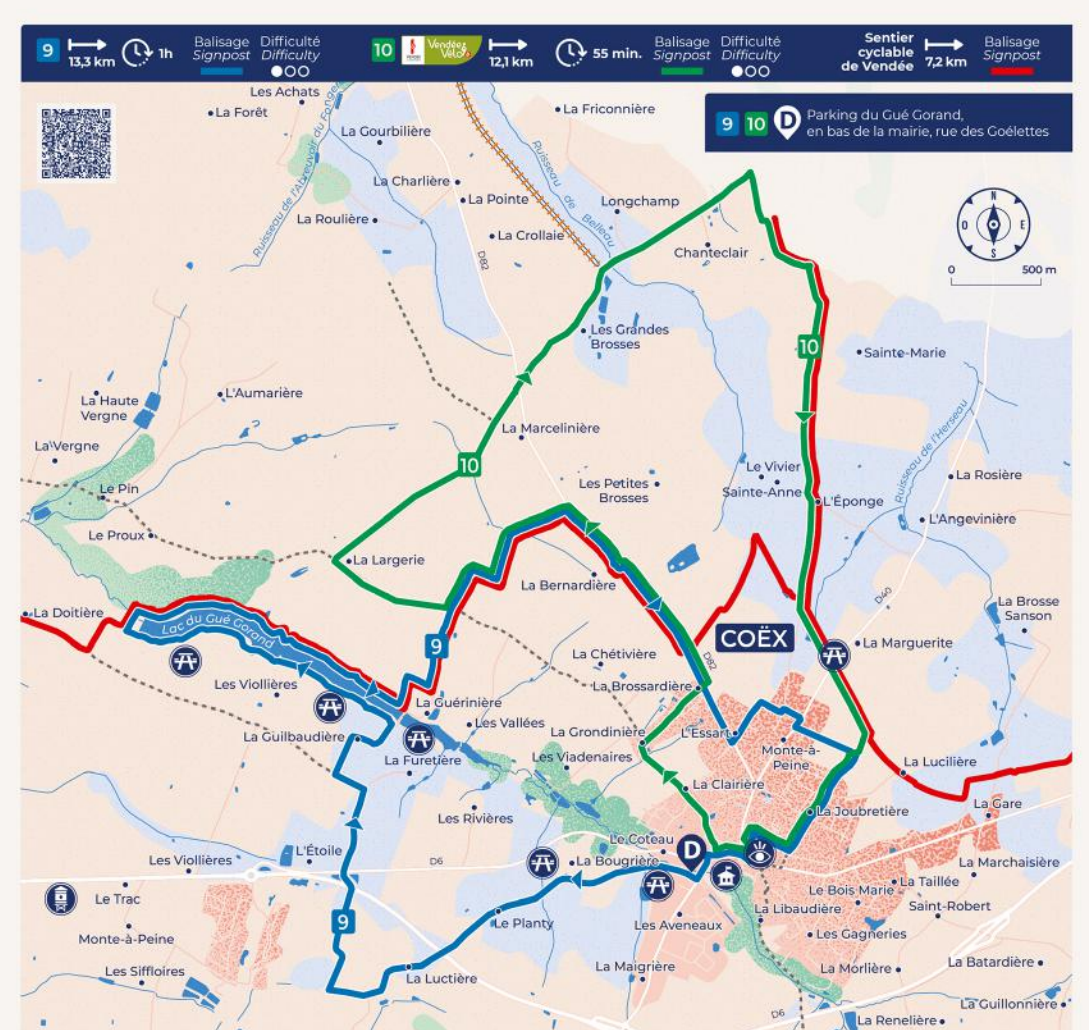 9
13,3 km
1h
Balisage
Signpost
Difficulté
Difficulty
10
Vendée
Vélo
12,1 km
55 min.
Balisage
Signpost
Difficulté
Difficulty
Sentier
cyclable
de Vendée
7,2 km
Balisage
Signpost
9 10 D
Parking du Gué Gorand,
en bas de la mairie, rue des Goélettes
Les Achats
La Forêt
La Friconnière
La Gourbilière
La Charlière
La Pointe
Longchamp
La Roulière
La Crollaie
Chanteclair
Ruisseau de Belleau
D82
N
O E
S
0 500 m
Les Grandes
Brosses
10
Sainte-Marie
La Haute
Vergne
L'Aumarière
La Vergne
La Marcelinière
10
Le Vivier
Sainte-Anne
Ruisseau de l'Herseau
La Rosière
Les Petites
Brosses
Le Pin
L'Éponge
L'Angevinière
Le Proux
La Largerie
La Bernardière
D40
La Doitière
Lac du Gué Gorand
La Brosse
Sanson
COËX
9
La Marguerite
La Chétivière
D82
Les Viollières
La Brossardière
La Guérinière
Les Vallées
La Guilbaudière
La Grondinière
L'Essart
Monte-à-
Peine
La Furetière
Les Viadenaires
La Lucilière
La Clairière
La Joubretière
La Gare
Les Rivières
Le Coteau
D
L'Étoile
Les Viollières
D6
La Bougrière
La Marchaisière
La Taillée
Le Bois-Marie
Le Trac
9
Le Planty
La Libaudière
Saint-Robert
Les Aveneaux
Les Gagneries
Monte-à-Peine
La Maigrière
La Morlière
La Batardière
Les Siffloires
La Luctière
La Guillonnière
D6
La Renelière